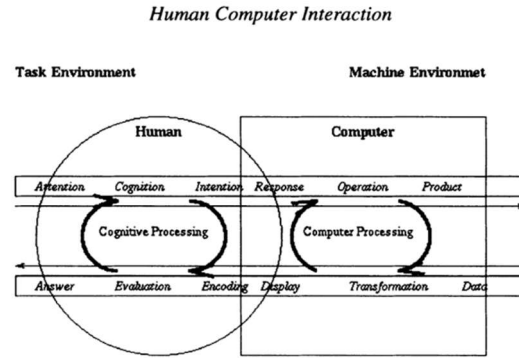 Human Computer Interaction
Task Environment Machine Environmet
Human Computer
Attention Cognition Intention Response Operation Product
Cognitive Processing Computer Processing
Answer Evaluation Encoding Display Transformation Data